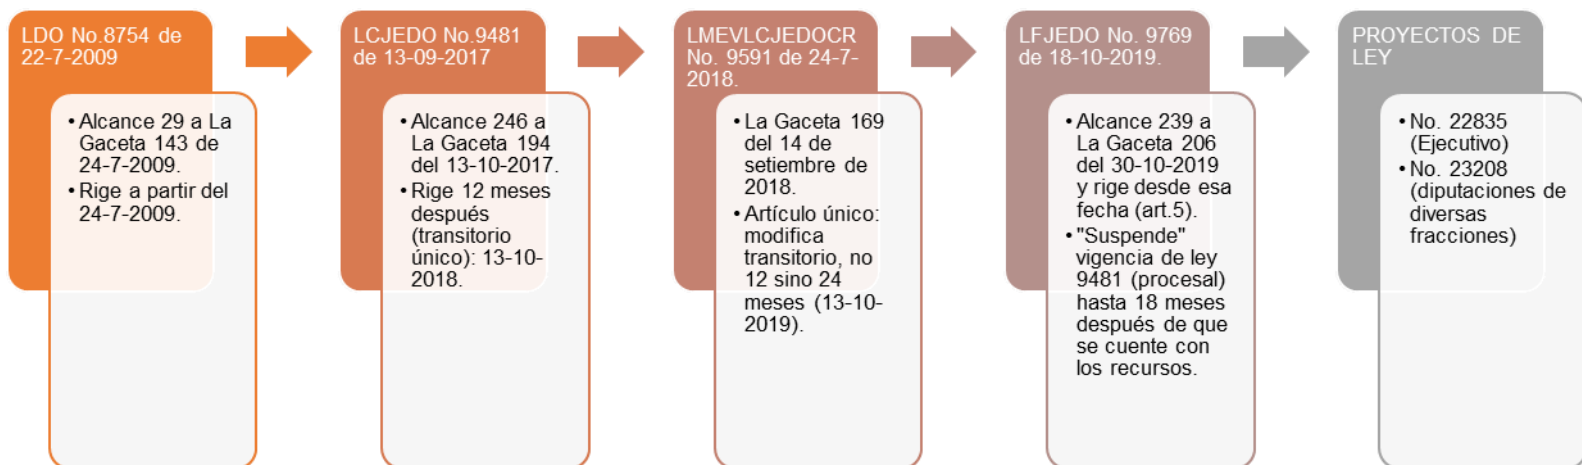 LDO No.8754 de
22-7-2009
• Alcance 29 a La
Gaceta 143 de
24-7-2009.
• Rige a partir del
24-7-2009.
LCJEDO No.9481
de 13-09-2017
• Alcance 246 a
La Gaceta 194
del 13-10-2017.
• Rige 12 meses
después
(transitorio
único): 13-10-
2018.
LMEVLCJEDOCR
No. 9591 de 24-7-
2018.
• La Gaceta 169
del 14 de
setiembre de
2018.
• Artículo único:
modifica
transitorio, no
12 sino 24
meses (13-10-
2019).
LFJEDO No. 9769
de 18-10-2019.
• Alcance 239 a
La Gaceta 206
del 30-10-2019
y rige desde esa
fecha (art.5).
• "Suspende"
vigencia de ley
9481 (procesal)
hasta 18 meses
después de que
se cuente con
los recursos.
PROYECTOS DE
LEY
• No. 22835
(Ejecutivo)
• No. 23208
(diputaciones de
diversas
fracciones)